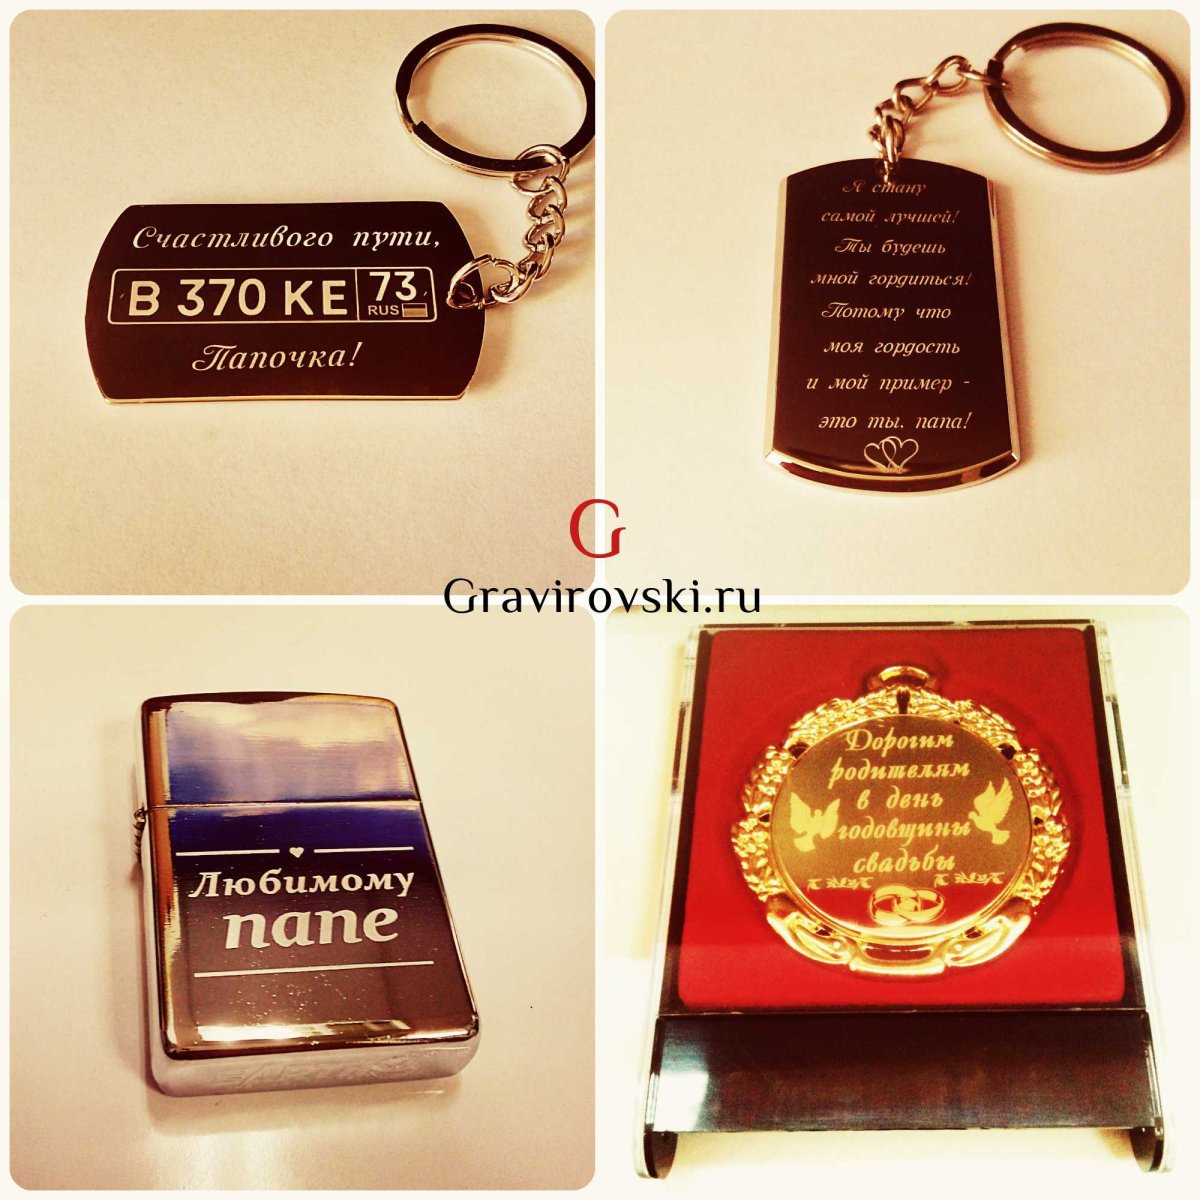 Счастливого пути,
В 370 КЕ 73
RUS
Папочка!
Я стану
самой лучшей!
Ты будешь
мной гордиться!
Потому что
моя гордость
и мой пример -
это ты, папа!
G
Gravirovski.ru
Любимому
папе
Дорогим
родителям
в день
годовщины
свадьбы